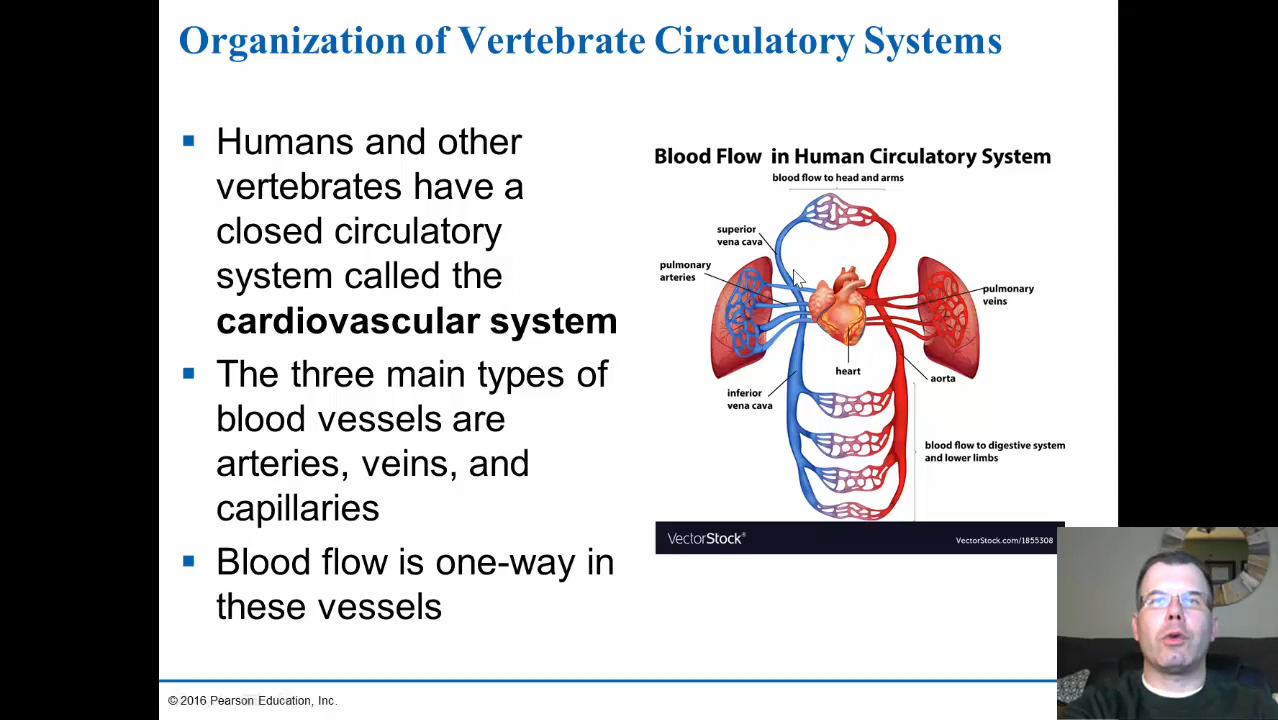 Organization of Vertebrate Circulatory Systems
Humans and other
vertebrates have a
closed circulatory
system called the
cardiovascular system
The three main types of
blood vessels are
arteries, veins, and
capillaries
Blood flow is one-way in
these vessels
Blood Flow in Human Circulatory System
blood flow to head and arms
superior
vena cava
pulmonary
arteries
pulmonary
veins
heart
aorta
inferior
vena cava
blood flow to digestive system
and lower limbs
VectorStock®
VectorStock.com/1855308
© 2016 Pearson Education, Inc.